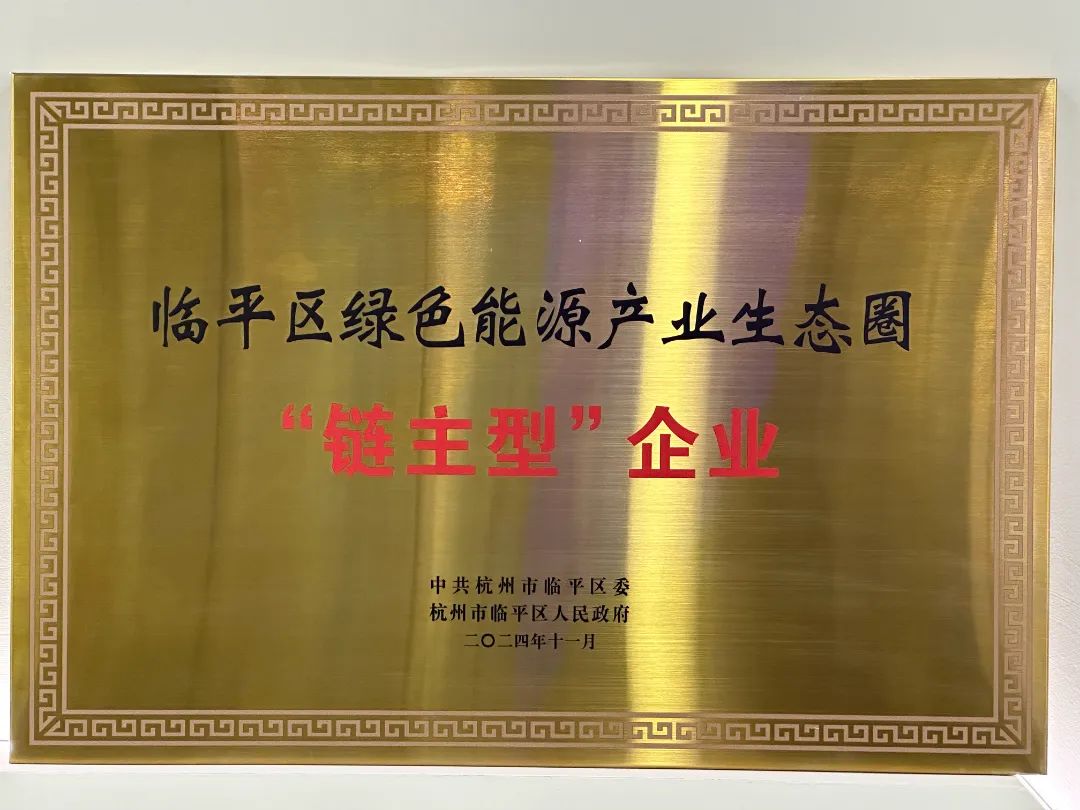 临平区绿色能源产业生态圈
“链主型”企业
中共杭州市临平区委
杭州市临平区人民政府
二〇二四年十一月